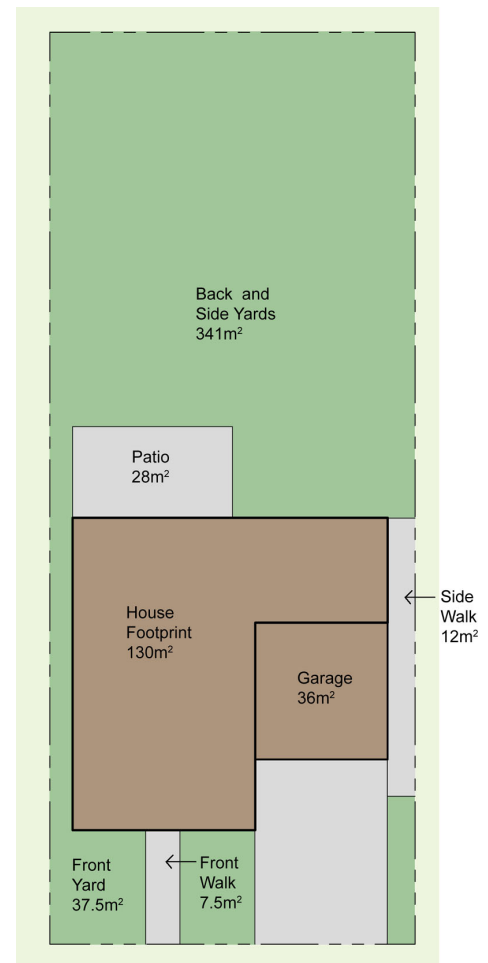 Back and
Side Yards
341m²
Patio
28m²
House
Footprint
130m²
Garage
36m²
Side
Walk
12m²
Front
Yard
37.5m²
Front
Walk
7.5m²